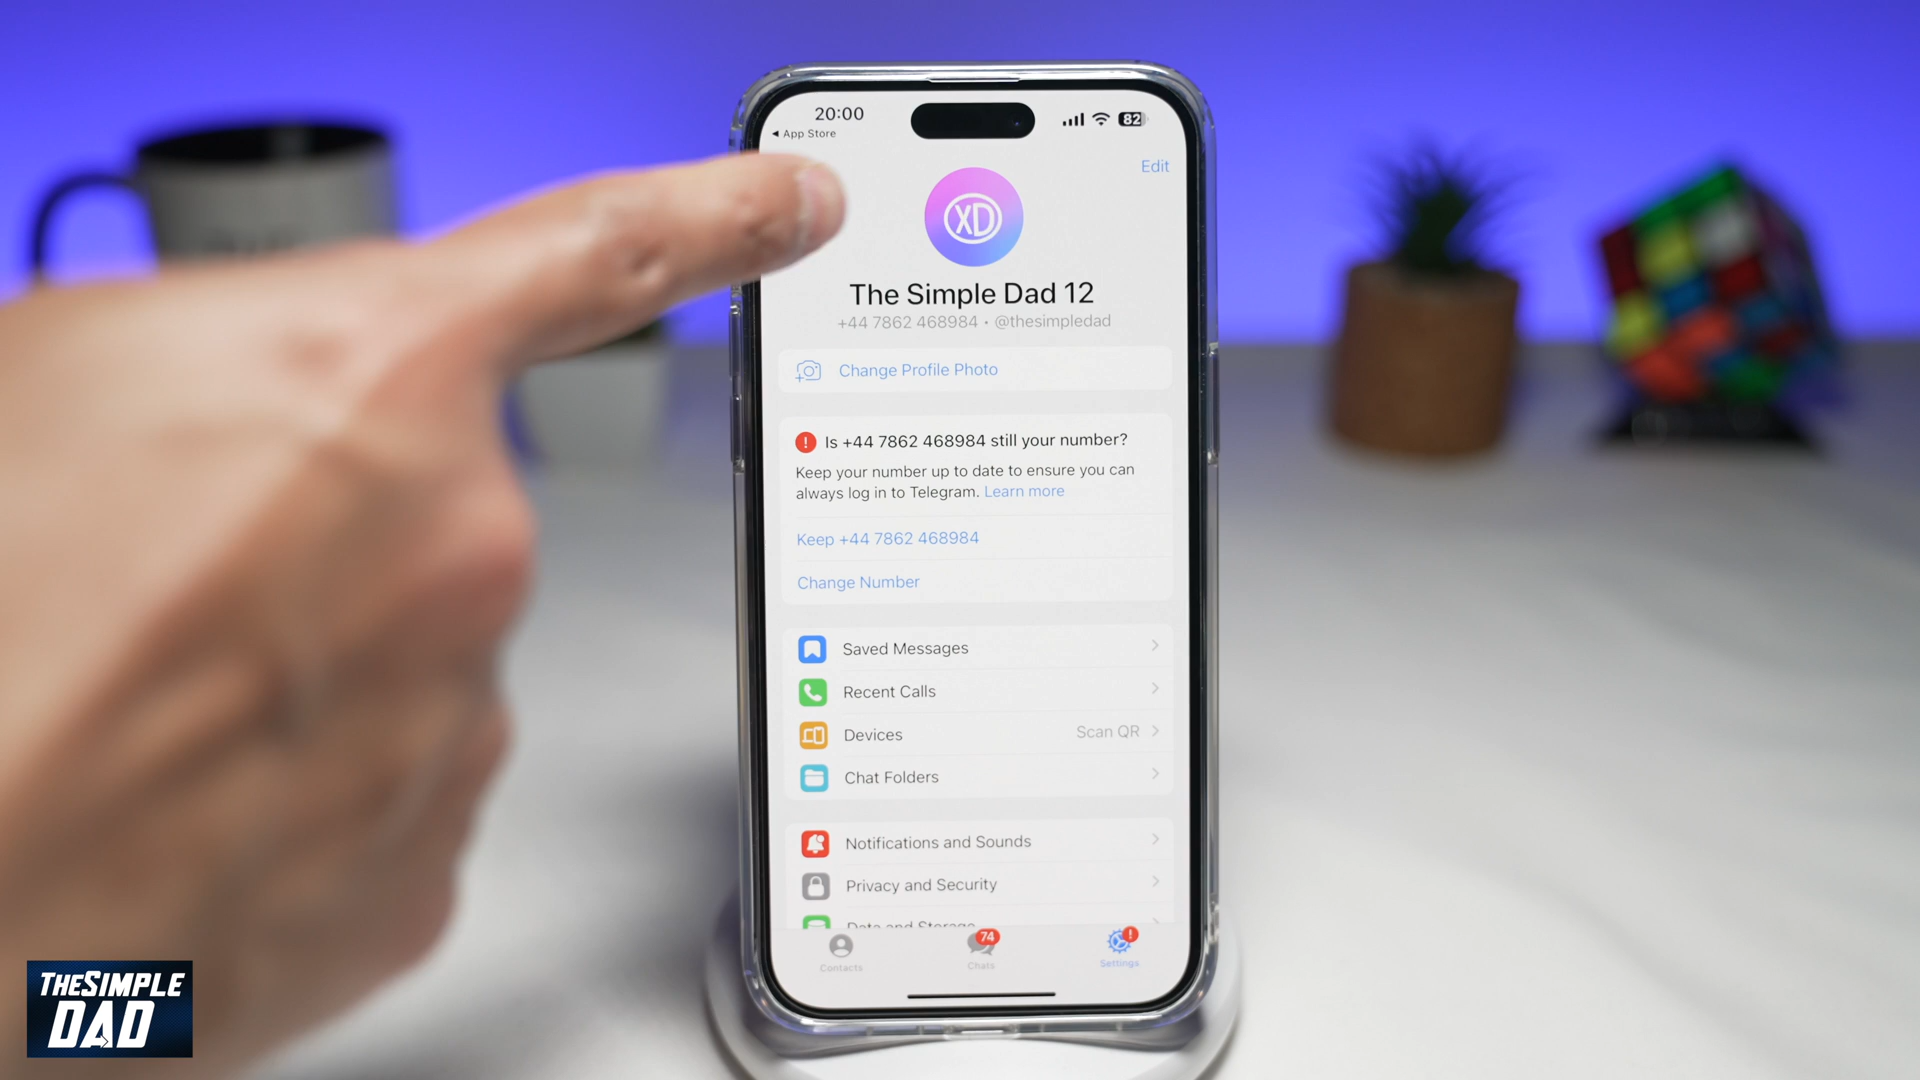 20:00
82
◄ App Store
Edit
XD
The Simple Dad 12
+44 7862 468984 • @thesimpledad
Change Profile Photo
Is +44 7862 468984 still your number?
Keep your number up to date to ensure you can
always log in to Telegram. Learn more
Keep +44 7862 468984
Change Number
Saved Messages
Recent Calls
Devices
Scan QR
Chat Folders
Notifications and Sounds
Privacy and Security
Data and Storage
74
Contacts
Chats
Settings
THESIMPLE
DAD